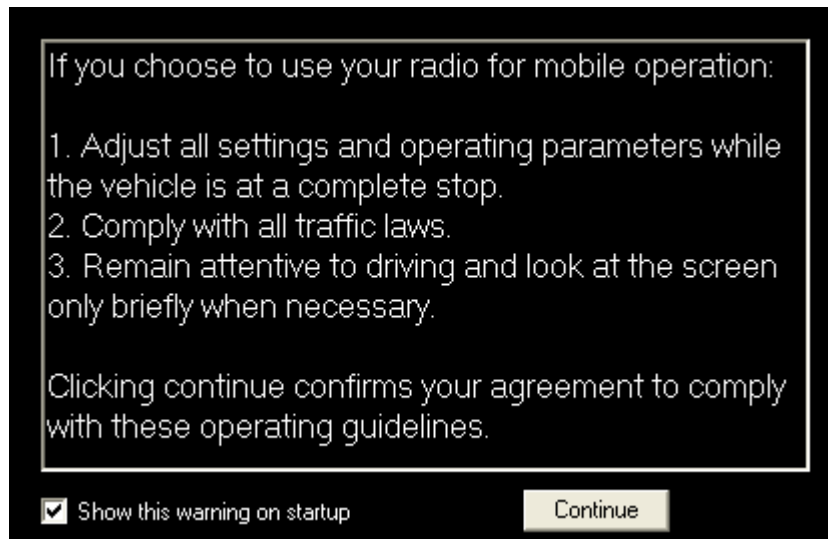 If you choose to use your radio for mobile operation:
1. Adjust all settings and operating parameters while
the vehicle is at a complete stop.
2. Comply with all traffic laws.
3. Remain attentive to driving and look at the screen
only briefly when necessary.
Clicking continue confirms your agreement to comply
with these operating guidelines.
Show this warning on startup
Continue